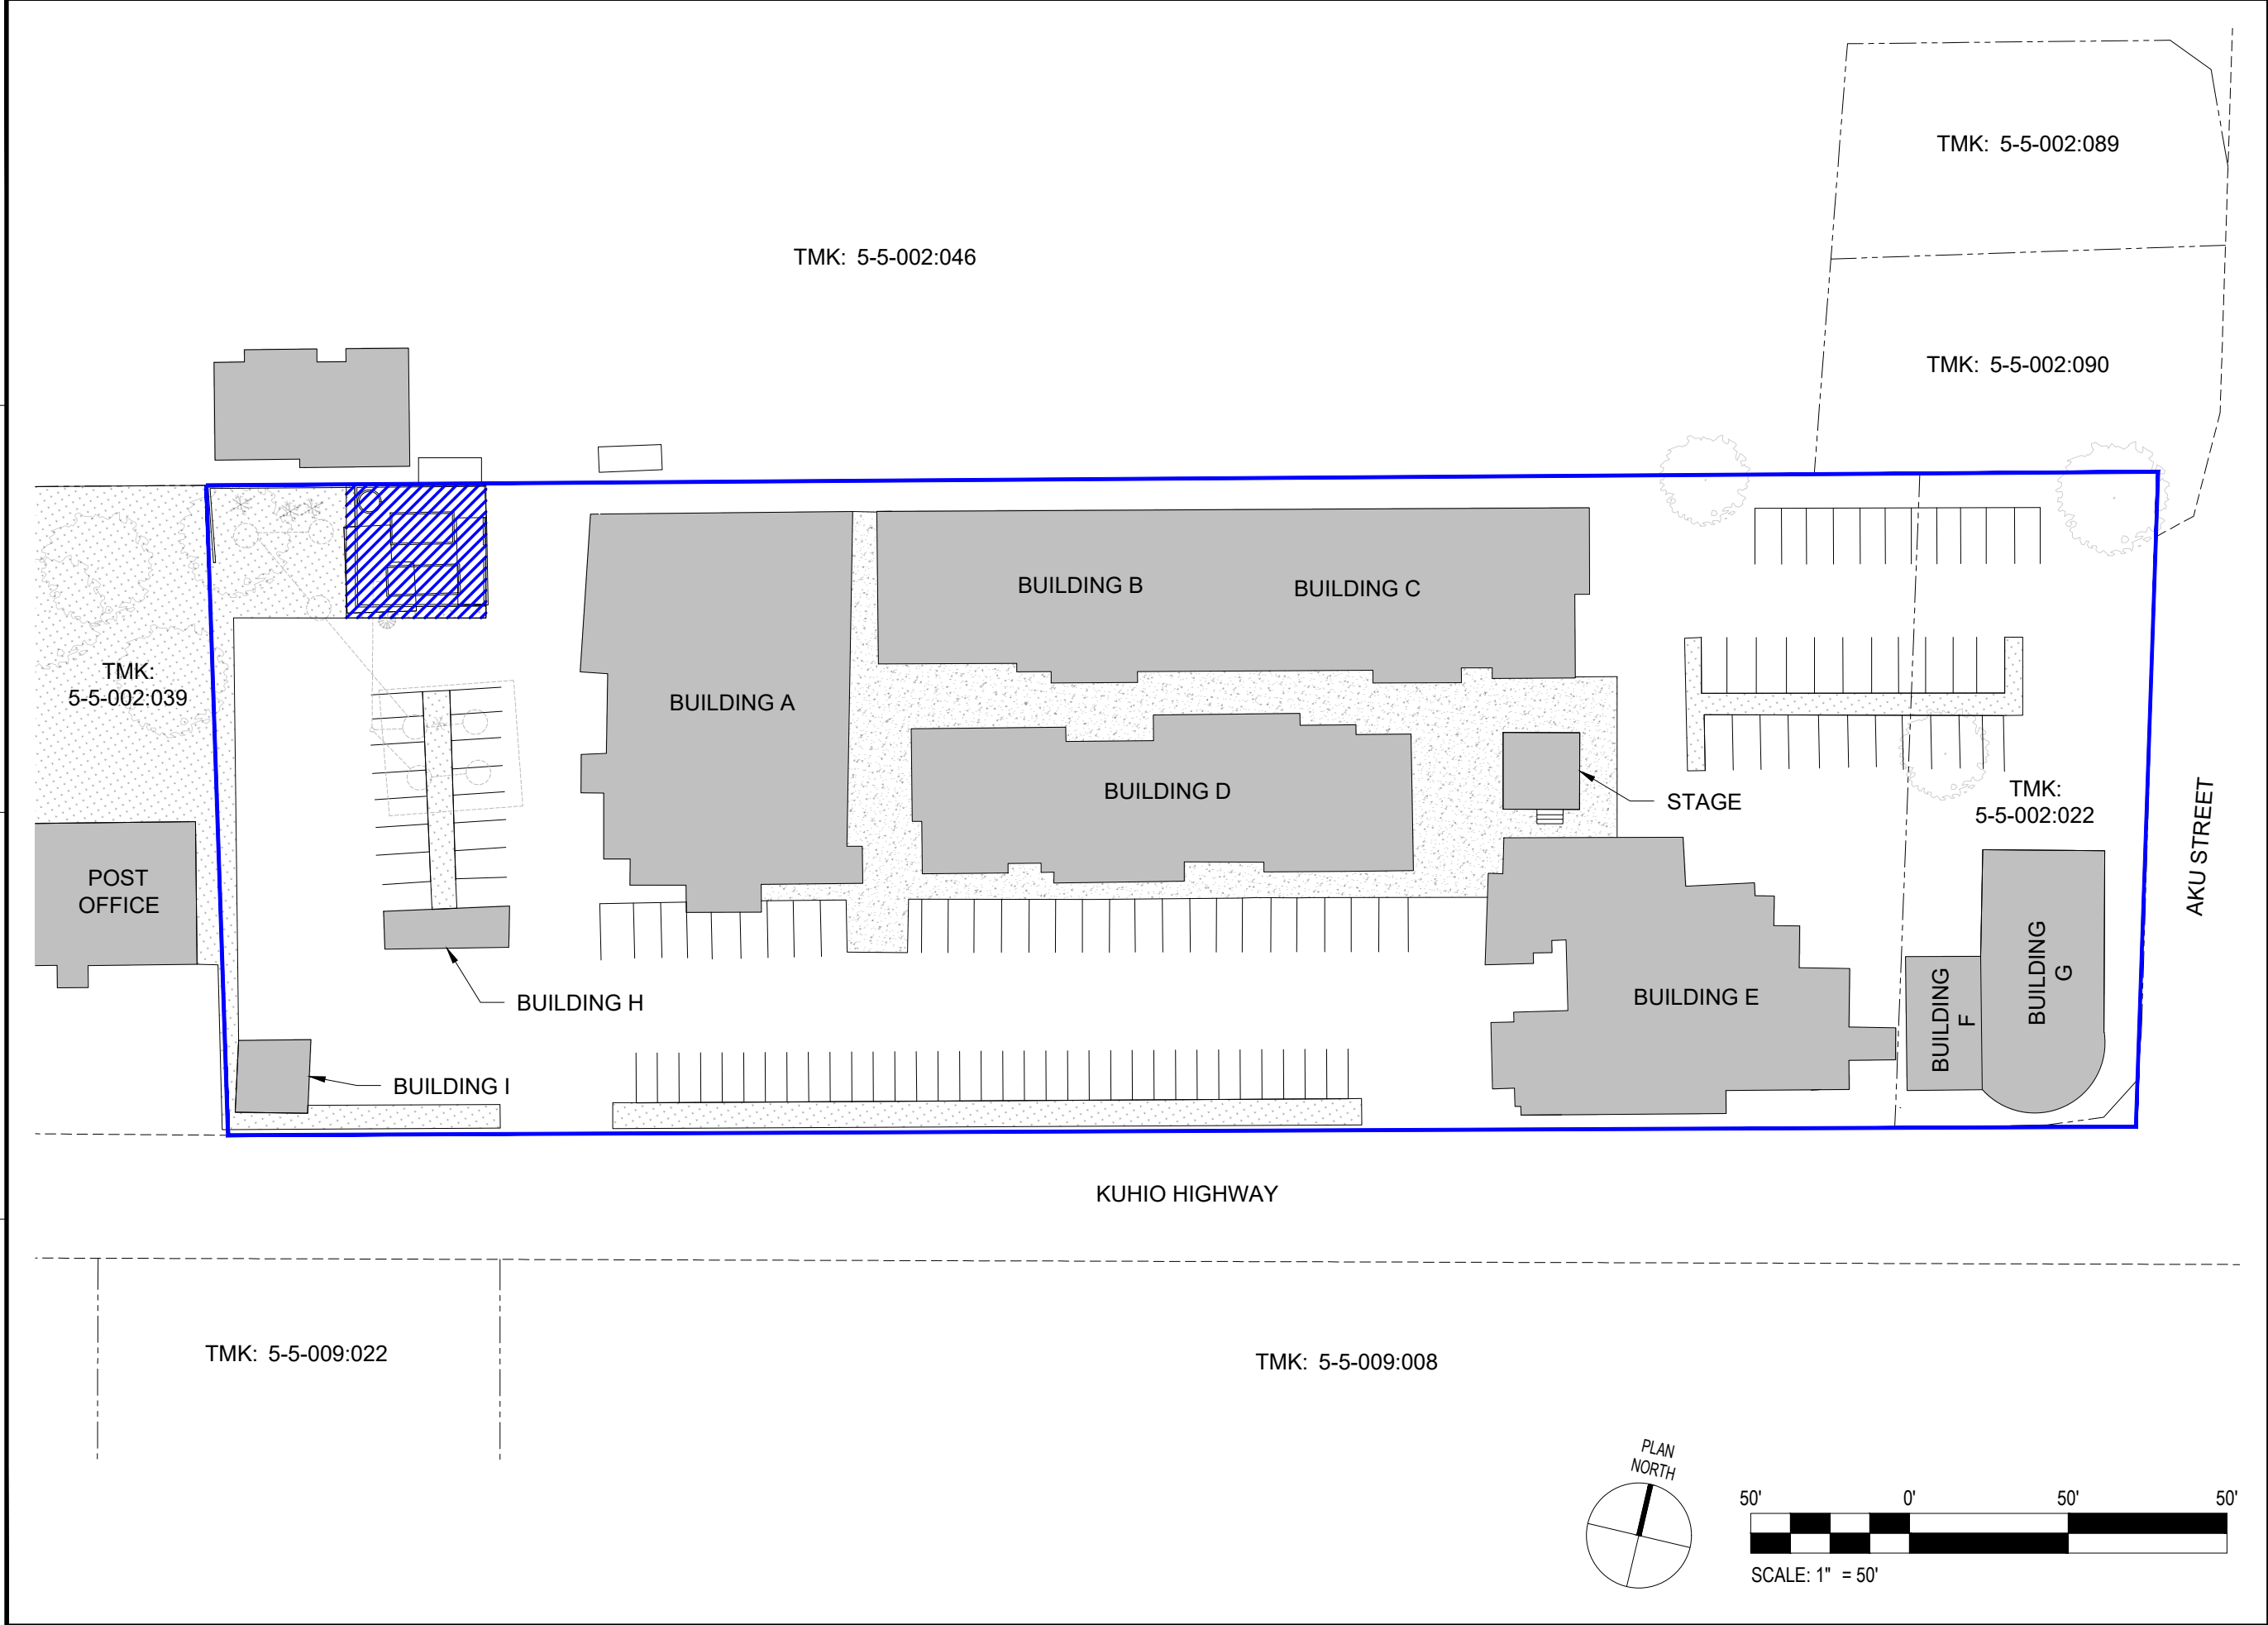 TMK: 5-5-002:089
TMK: 5-5-002:046
TMK: 5-5-002:090
BUILDING B
BUILDING C
TMK:
5-5-002:039
BUILDING A
BUILDING D
STAGE
TMK:
5-5-002:022
AKU STREET
POST
OFFICE
BUILDING H
BUILDING E
BUILDING
F
BUILDING
G
BUILDING I
KUHIO HIGHWAY
TMK: 5-5-009:022
TMK: 5-5-009:008
PLAN
NORTH
50' 0' 50' 50'
SCALE: 1" = 50'